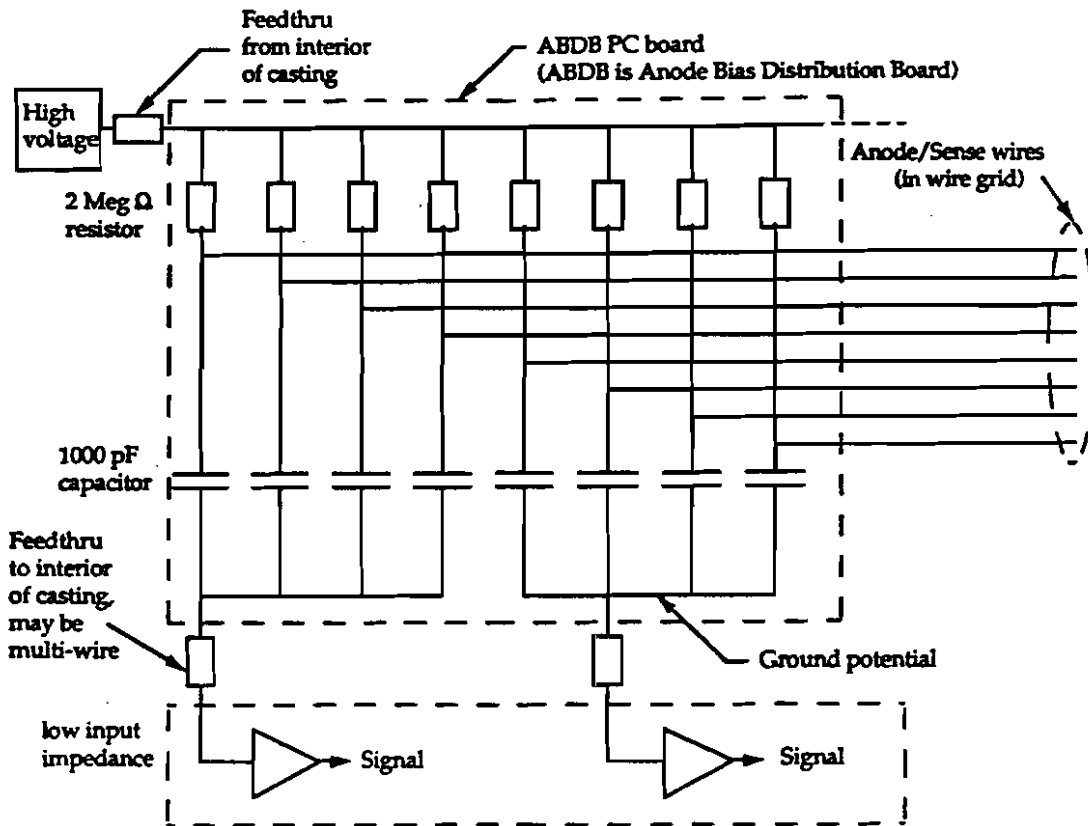 Feedthru
from interior
of casting
ABDB PC board
(ABDB is Anode Bias Distribution Board)
High
voltage
Anode/Sense wires
(in wire grid)
2 Meg Ω
resistor
1000 pF
capacitor
Feedthru
to interior
of casting,
may be
multi-wire
Ground potential
low input
impedance
Signal
Signal